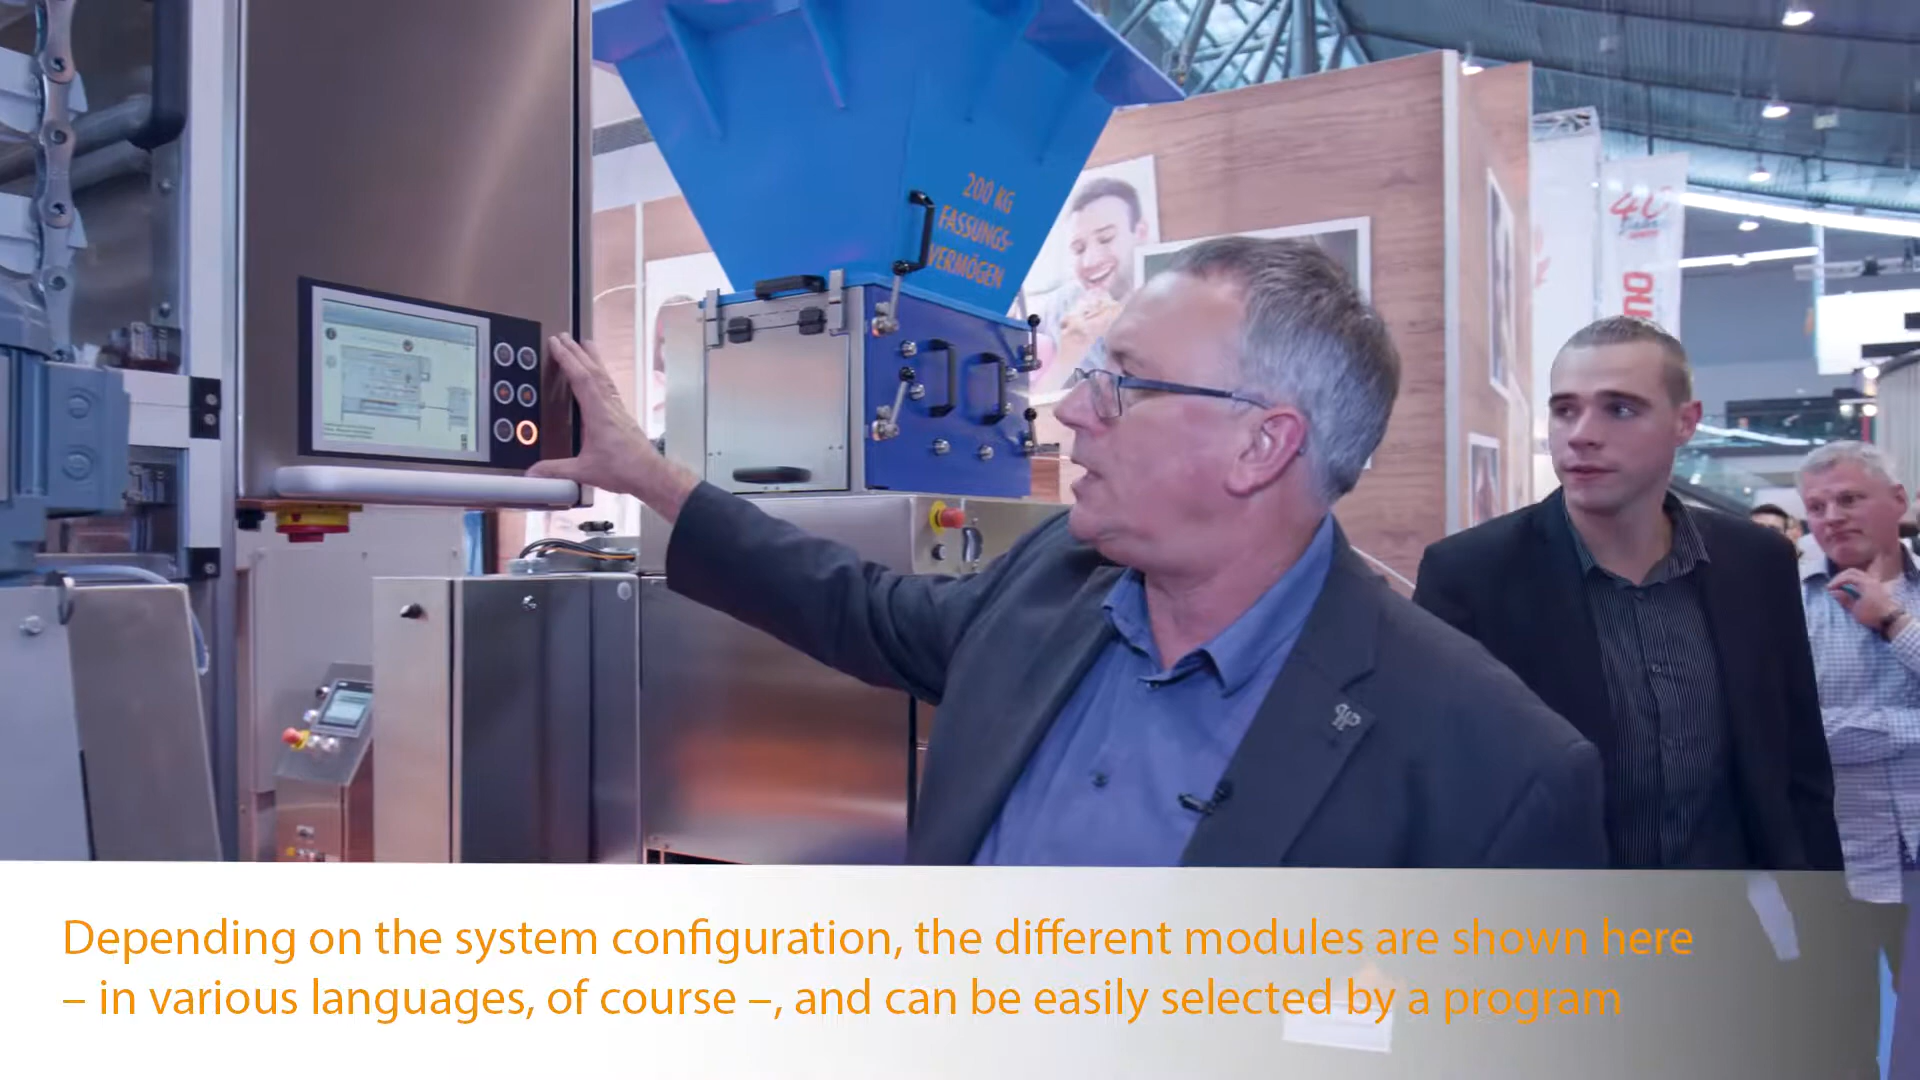 200 KG
FASSUNGS-
VERMÖGEN
40
Depending on the system configuration, the different modules are shown here
– in various languages, of course –, and can be easily selected by a program